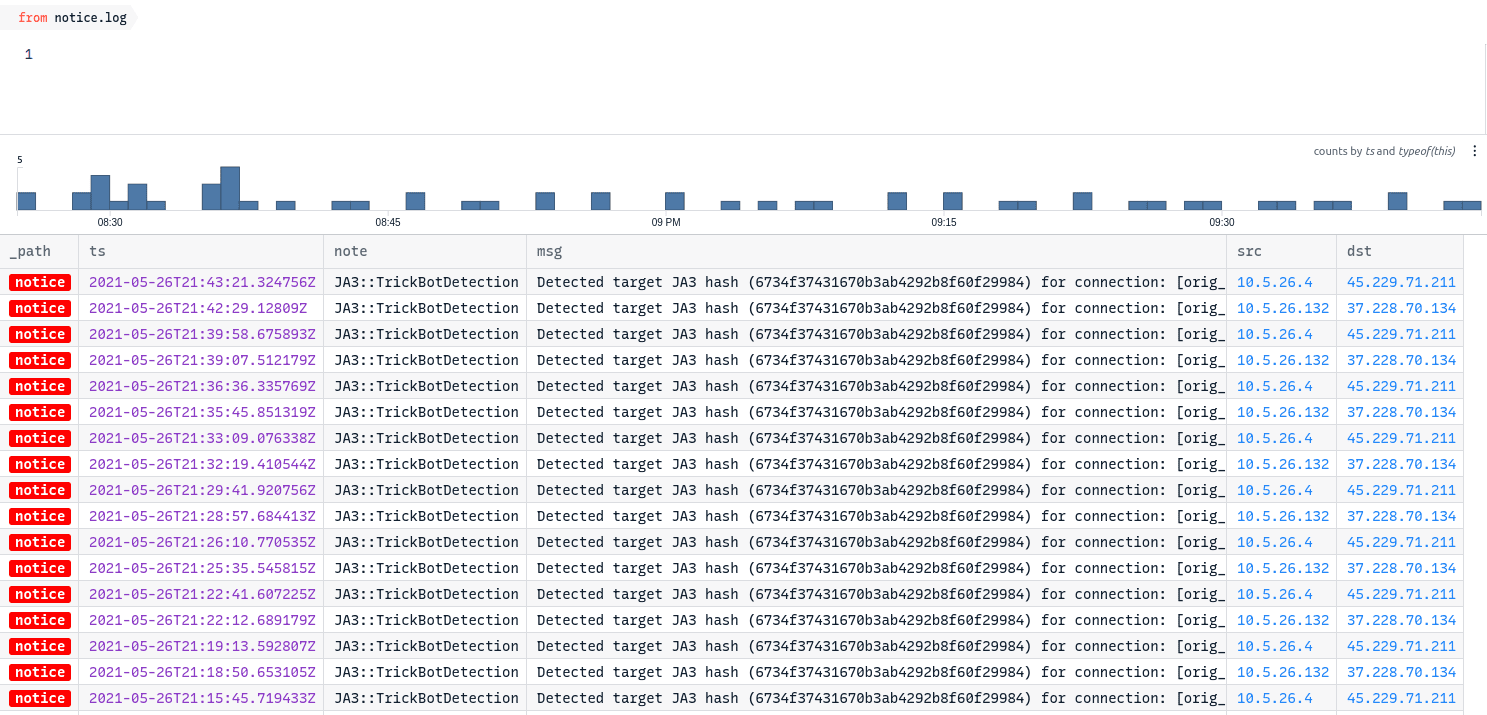 from notice.log
1
counts by ts and typeof(this)
5
08:30 08:45 09 PM 09:15 09:30
_path ts note msg src dst
notice 2021-05-26T21:43:21.324756Z JA3::TrickBotDetection Detected target JA3 hash (6734f37431670b3ab4292b8f60f29984) for connection: [orig_ 10.5.26.4 45.229.71.211
notice 2021-05-26T21:42:29.12809Z JA3::TrickBotDetection Detected target JA3 hash (6734f37431670b3ab4292b8f60f29984) for connection: [orig_ 10.5.26.132 37.228.70.134
notice 2021-05-26T21:39:58.675893Z JA3::TrickBotDetection Detected target JA3 hash (6734f37431670b3ab4292b8f60f29984) for connection: [orig_ 10.5.26.4 45.229.71.211
notice 2021-05-26T21:39:07.512179Z JA3::TrickBotDetection Detected target JA3 hash (6734f37431670b3ab4292b8f60f29984) for connection: [orig_ 10.5.26.132 37.228.70.134
notice 2021-05-26T21:36:36.335769Z JA3::TrickBotDetection Detected target JA3 hash (6734f37431670b3ab4292b8f60f29984) for connection: [orig_ 10.5.26.4 45.229.71.211
notice 2021-05-26T21:35:45.851319Z JA3::TrickBotDetection Detected target JA3 hash (6734f37431670b3ab4292b8f60f29984) for connection: [orig_ 10.5.26.132 37.228.70.134
notice 2021-05-26T21:33:09.076338Z JA3::TrickBotDetection Detected target JA3 hash (6734f37431670b3ab4292b8f60f29984) for connection: [orig_ 10.5.26.4 45.229.71.211
notice 2021-05-26T21:32:19.410544Z JA3::TrickBotDetection Detected target JA3 hash (6734f37431670b3ab4292b8f60f29984) for connection: [orig_ 10.5.26.132 37.228.70.134
notice 2021-05-26T21:29:41.920756Z JA3::TrickBotDetection Detected target JA3 hash (6734f37431670b3ab4292b8f60f29984) for connection: [orig_ 10.5.26.4 45.229.71.211
notice 2021-05-26T21:28:57.684413Z JA3::TrickBotDetection Detected target JA3 hash (6734f37431670b3ab4292b8f60f29984) for connection: [orig_ 10.5.26.132 37.228.70.134
notice 2021-05-26T21:26:10.770535Z JA3::TrickBotDetection Detected target JA3 hash (6734f37431670b3ab4292b8f60f29984) for connection: [orig_ 10.5.26.4 45.229.71.211
notice 2021-05-26T21:25:35.545815Z JA3::TrickBotDetection Detected target JA3 hash (6734f37431670b3ab4292b8f60f29984) for connection: [orig_ 10.5.26.132 37.228.70.134
notice 2021-05-26T21:22:41.607225Z JA3::TrickBotDetection Detected target JA3 hash (6734f37431670b3ab4292b8f60f29984) for connection: [orig_ 10.5.26.4 45.229.71.211
notice 2021-05-26T21:22:12.689179Z JA3::TrickBotDetection Detected target JA3 hash (6734f37431670b3ab4292b8f60f29984) for connection: [orig_ 10.5.26.132 37.228.70.134
notice 2021-05-26T21:19:13.592807Z JA3::TrickBotDetection Detected target JA3 hash (6734f37431670b3ab4292b8f60f29984) for connection: [orig_ 10.5.26.4 45.229.71.211
notice 2021-05-26T21:18:50.653105Z JA3::TrickBotDetection Detected target JA3 hash (6734f37431670b3ab4292b8f60f29984) for connection: [orig_ 10.5.26.132 37.228.70.134
notice 2021-05-26T21:15:45.719433Z JA3::TrickBotDetection Detected target JA3 hash (6734f37431670b3ab4292b8f60f29984) for connection: [orig_ 10.5.26.4 45.229.71.211